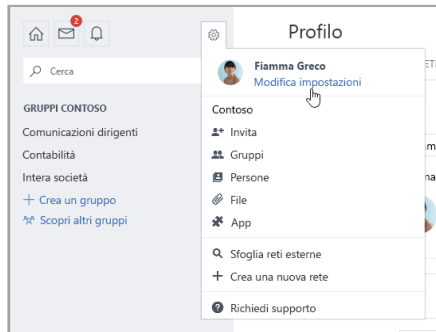 2
Profilo
Cerca
GRUPPI CONTOSO
Comunicazioni dirigenti
Contabilità
Intera società
Crea un gruppo
Scopri altri gruppi
Fiamma Greco
Modifica impostazioni
Contoso
Invita
Gruppi
Persone
File
App
Sfoglia reti esterne
Crea una nuova rete
Richiedi supporto